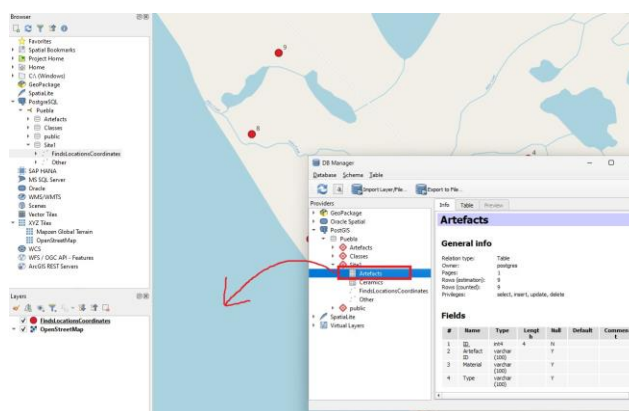 Browser
Favorites
Spatial Bookmarks
Project Home
Home
C:\ (Windows)
GeoPackage
SpatiaLite
PostgreSQL
Puebla
Artefacts
Classes
public
Site1
FindsLocationsCoordinates
Other
SAP HANA
MS SQL Server
Oracle
WMS/WMTS
Scenes
Vector Tiles
XYZ Tiles
Mapzen Global Terrain
OpenStreetMap
WCS
WFS / OGC API - Features
ArcGIS REST Servers
Layers
FindsLocationsCoordinates
OpenStreetMap
9
8
4
DB Manager
Database Schema Table
Import Layer/File...
Export to File...
Providers
GeoPackage
Oracle Spatial
PostGIS
Puebla
Artefacts
Classes
Site1
Artefacts
Ceramics
FindsLocationsCoordinates
Other
public
SpatiaLite
Virtual Layers
Info Table Preview
Artefacts
General info
Relation type: Table
Owner: postgres
Pages: 1
Rows (estimation): 9
Rows (counted): 9
Privileges: select, insert, update, delete
Fields
# Name Type Length Null Default Comment
1 ID int4 4 N
2 Artefact ID varchar (100) Y
3 Material varchar (100) Y
4 Type varchar (100) Y